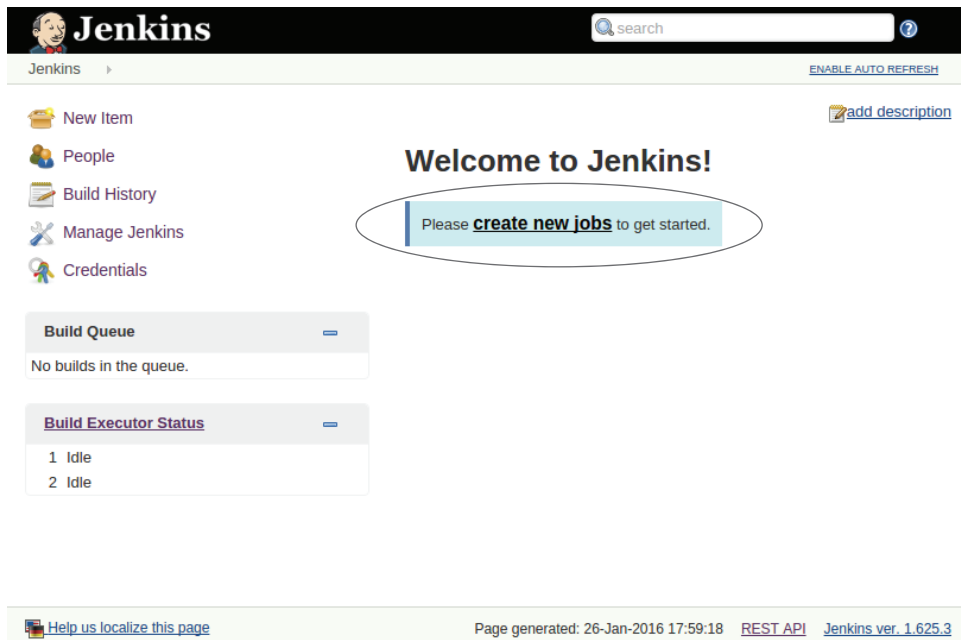 Jenkins
search
Jenkins
ENABLE AUTO REFRESH
New Item
People
Build History
Manage Jenkins
Credentials
Build Queue
No builds in the queue.
Build Executor Status
1 Idle
2 Idle
add description
Welcome to Jenkins!
Please create new jobs to get started.
Help us localize this page
Page generated: 26-Jan-2016 17:59:18 REST API Jenkins ver. 1.625.3